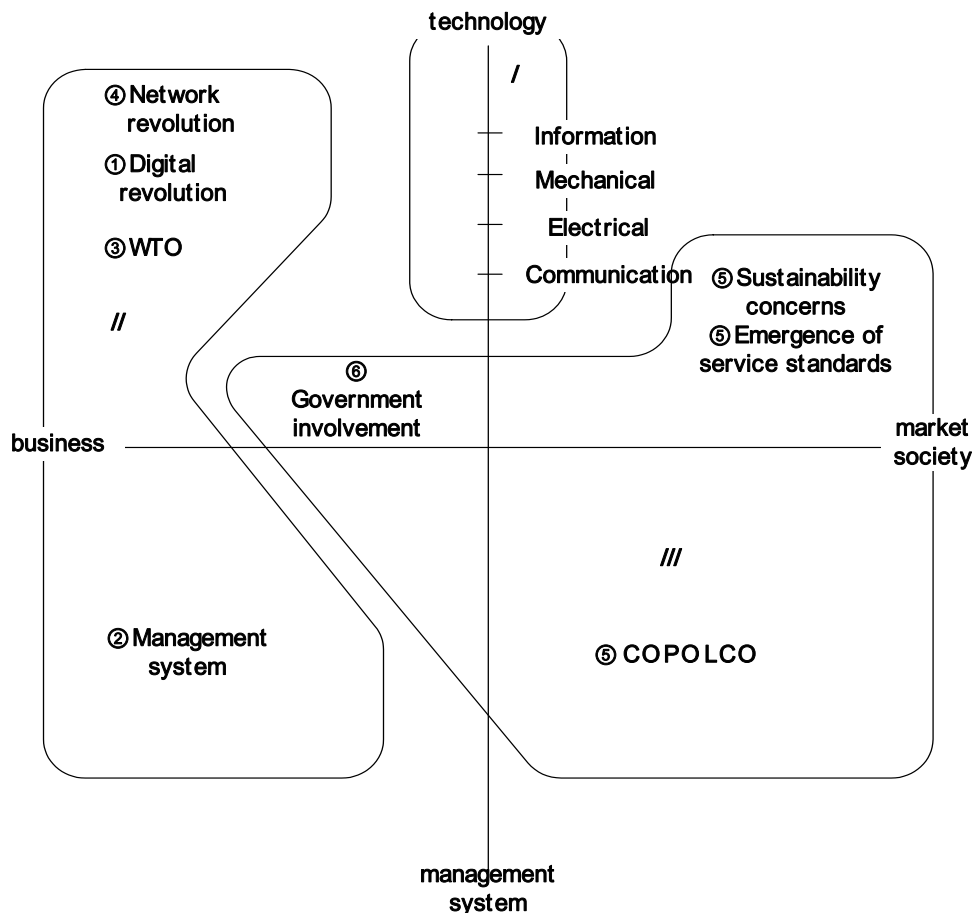 technology
/
④ Network
revolution
① Digital
revolution
③ WTO
//
Information
Mechanical
Electrical
Communication
⑤ Sustainability
concerns
⑤ Emergence of
service standards
⑥
Government
involvement
business
market
society
///
② Management
system
⑤ COPOLCO
management
system